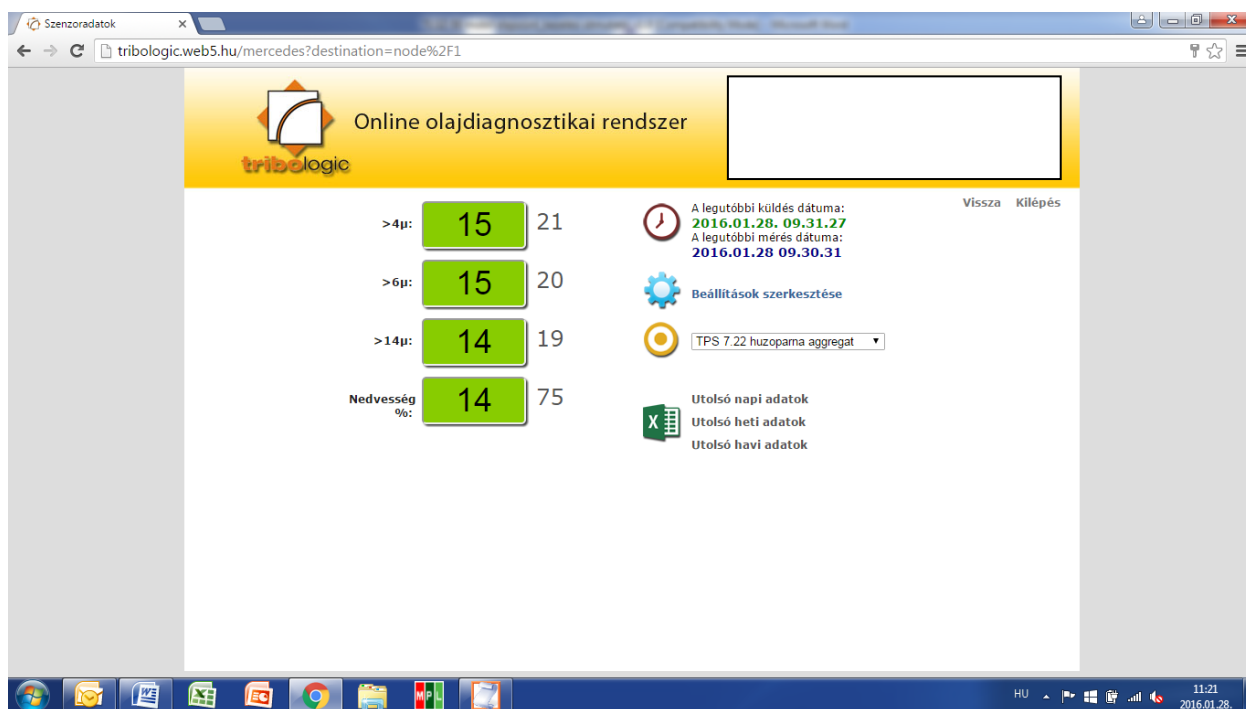 Szenzoradatok
tribologic.web5.hu/mercedes?destination=node%2F1
tribologic
Online olajdiagnosztikai rendszer
Vissza Kilépés
>4μ: 15 21
>6μ: 15 20
>14μ: 14 19
Nedvesség
%: 14 75
A legutóbbi küldés dátuma:
2016.01.28. 09.31.27
A legutóbbi mérés dátuma:
2016.01.28 09.30.31
Beállítások szerkesztése
TPS 7.22 huzoparna aggregat
Utolsó napi adatok
Utolsó heti adatok
Utolsó havi adatok
MPL
HU
11:21
2016.01.28.